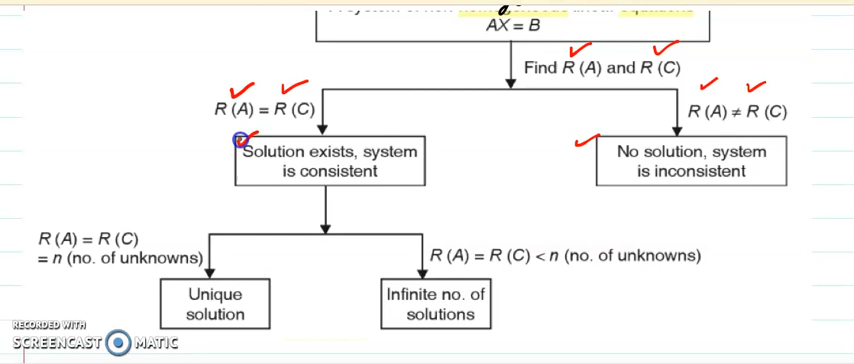 AX = B
Find R (A) and R (C)
R (A) = R (C)
R (A) ≠ R (C)
Solution exists, system
is consistent
No solution, system
is inconsistent
R (A) = R (C)
= n (no. of unknowns)
R (A) = R (C) < n (no. of unknowns)
Unique
solution
Infinite no. of
solutions
RECORDED WITH
SCREENCAST MATIC